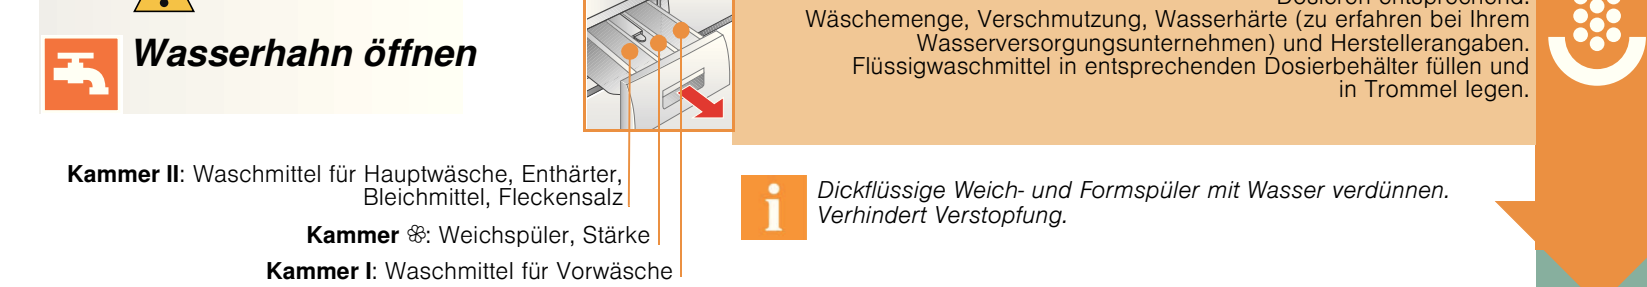 Wasserhahn öffnen
Dosieren entsprechend:
Wäschemenge, Verschmutzung, Wasserhärte (zu erfahren bei Ihrem
Wasserversorgungsunternehmen) und Herstellerangaben.
Flüssigwaschmittel in entsprechenden Dosierbehälter füllen und
in Trommel legen.
Kammer II: Waschmittel für Hauptwäsche, Enthärter,
Bleichmittel, Fleckensalz
Kammer ֍: Weichspüler, Stärke
Kammer I: Waschmittel für Vorwäsche
i
Dickflüssige Weich- und Formspüler mit Wasser verdünnen.
Verhindert Verstopfung.